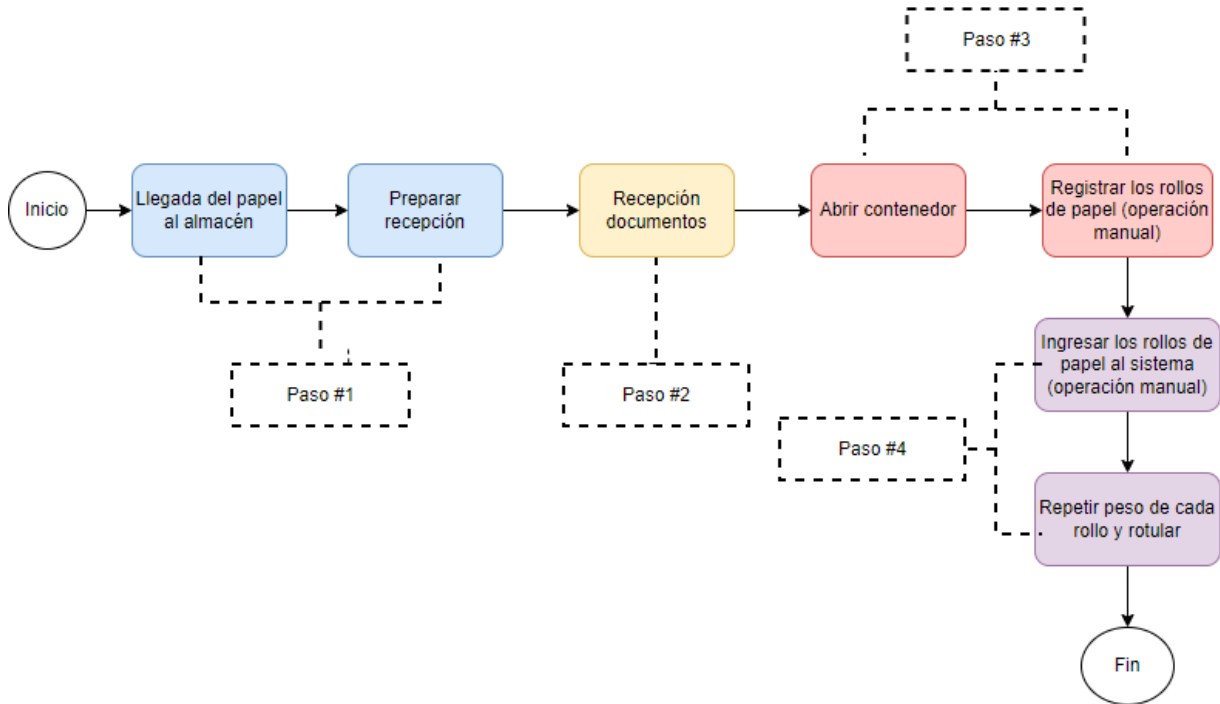 Paso #3
Inicio
Llegada del papel
al almacén
Preparar
recepción
Recepción
documentos
Abrir contenedor
Registrar los rollos
de papel (operación
manual)
Paso #1
Paso #2
Ingresar los rollos de
papel al sistema
(operación manual)
Paso #4
Repetir peso de cada
rollo y rotular
Fin